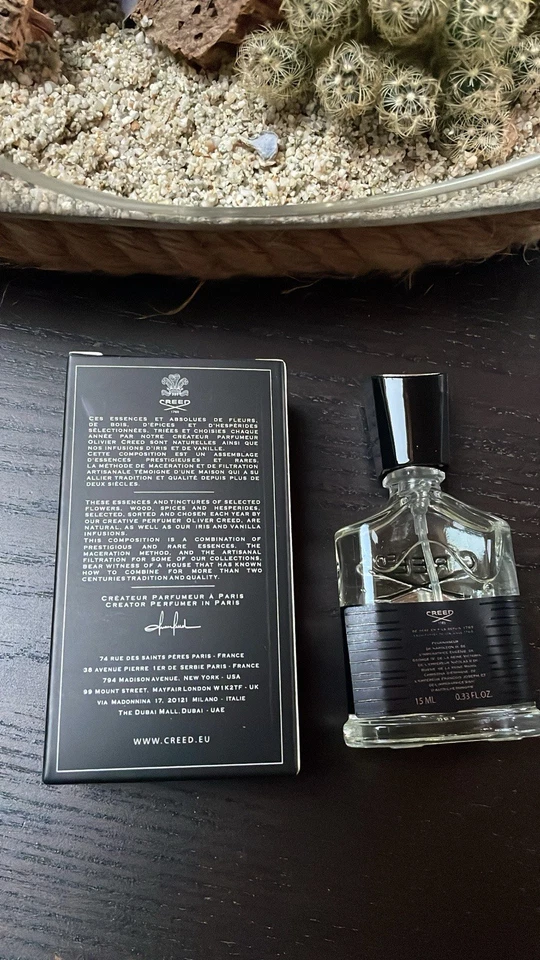 CREED
1760
CES ESSENCES ET ABSOLUES DE FLEURS,
DE BOIS, D'ÉPICES ET D'HESPÉRIDES
SÉLECTIONNÉES, TRIÉES ET CHOISIES CHAQUE
ANNÉE PAR NOTRE CRÉATEUR PARFUMEUR
OLIVIER CREED SONT NATURELLES AINSI QUE
NOS INFUSIONS D'IRIS ET DE VANILLE.
CETTE COMPOSITION EST UN ASSEMBLAGE
D'ESSENCES PRESTIGIEUSES ET RARES.
LA MÉTHODE DE MACÉRATION ET DE FILTRATION
ARTISANALE TÉMOIGNE D'UNE MAISON QUI A SU
ALLIER TRADITION ET QUALITÉ DEPUIS PLUS DE
DEUX SIÈCLES.
THESE ESSENCES AND TINCTURES OF SELECTED
FLOWERS, WOOD, SPICES AND HESPERIDES,
SELECTED, SORTED AND CHOSEN EACH YEAR BY
OUR CREATIVE PERFUMER OLIVER CREED, ARE
NATURAL, AS WELL AS OUR IRIS AND VANILLA
INFUSIONS.
THIS COMPOSITION IS A COMBINATION OF
PRESTIGIOUS AND RARE ESSENCES. THE
MACERATION METHOD, AND THE ARTISANAL
FILTRATION FOR SOME OF OUR COLLECTIONS,
BEAR WITNESS OF A HOUSE THAT HAS KNOWN
HOW TO COMBINE FOR MORE THAN TWO
CENTURIES TRADITION AND QUALITY.
CRÉATEUR PARFUMEUR À PARIS
CREATOR PERFUMER IN PARIS
74 RUE DES SAINTS PÈRES PARIS - FRANCE
38 AVENUE PIERRE 1ER DE SERBIE PARIS - FRANCE
794 MADISON AVENUE, NEW YORK - USA
99 MOUNT STREET, MAYFAIR LONDON W1K2TF - UK
VIA MADONNINA 17, 20121 MILANO - ITALIE
THE DUBAI MALL, DUBAI - UAE
WWW.CREED.EU
CREED
CREED
FOURNISSEUR
DE NAPOLÉON III
15 ML 0.33 FL.OZ.